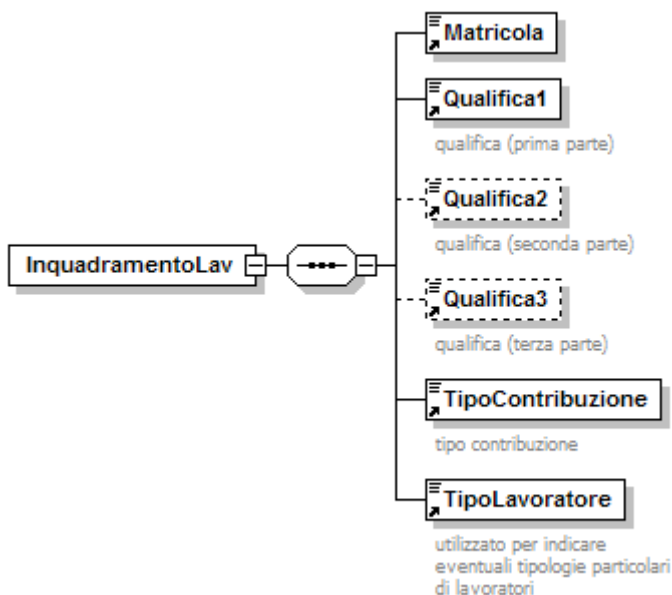 Matricola
Qualifica1
qualifica (prima parte)
Qualifica2
qualifica (seconda parte)
InquadramentoLav
Qualifica3
qualifica (terza parte)
TipoContribuzione
tipo contribuzione
TipoLavoratore
utilizzato per indicare
eventuali tipologie particolari
di lavoratori